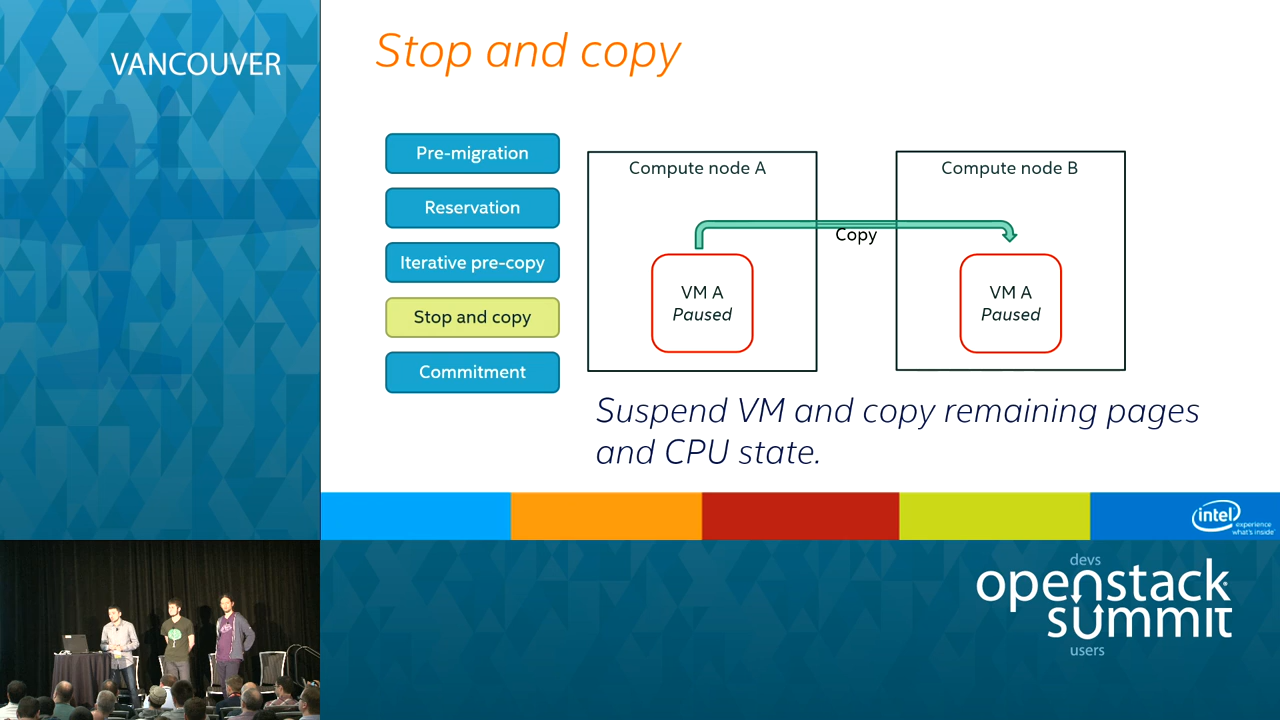 VANCOUVER
Stop and copy
Pre-migration
Reservation
Iterative pre-copy
Stop and copy
Commitment
Compute node A
Compute node B
Copy
VM A
Paused
VM A
Paused
Suspend VM and copy remaining pages
and CPU state.
intel
experience
what's inside
devs
openstack
summit
users